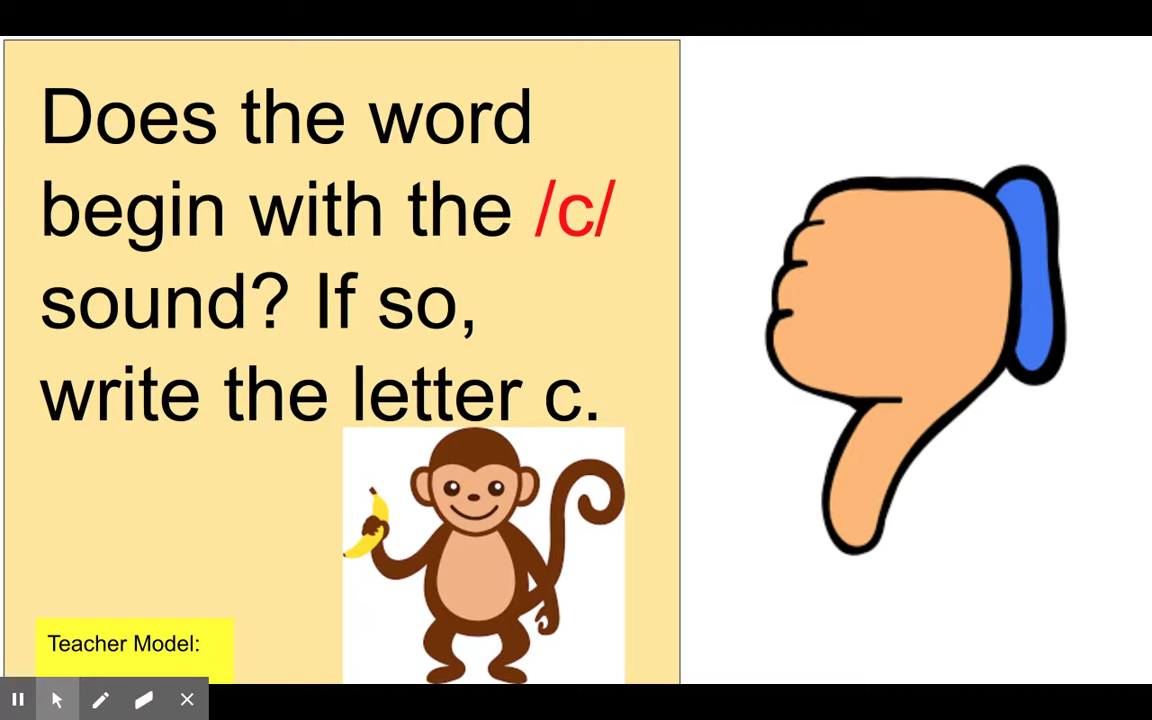 Does the word
begin with the /c/
sound? If so,
write the letter c.
Teacher Model: